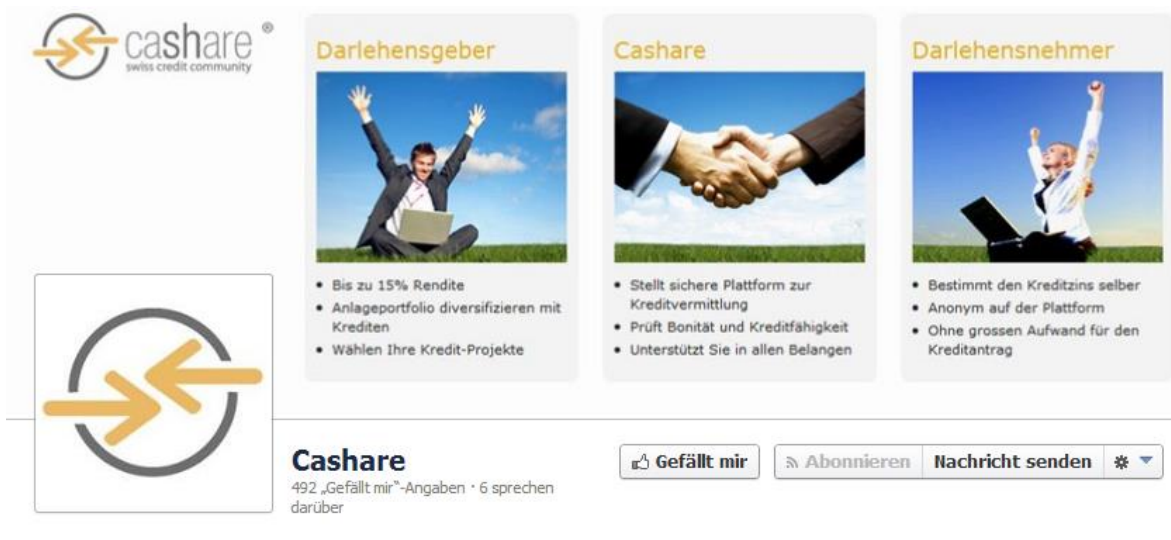 cashare ®
swiss credit community
Darlehensgeber
• Bis zu 15% Rendite
• Anlageportfolio diversifizieren mit
Krediten
• Wählen Ihre Kredit-Projekte
Cashare
• Stellt sichere Plattform zur
Kreditvermittlung
• Prüft Bonität und Kreditfähigkeit
• Unterstützt Sie in allen Belangen
Darlehensnehmer
• Bestimmt den Kreditzins selber
• Anonym auf der Plattform
• Ohne grossen Aufwand für den
Kreditantrag
Cashare
492 „Gefällt mir“-Angaben · 6 sprechen
darüber
Gefällt mir
Abonnieren
Nachricht senden